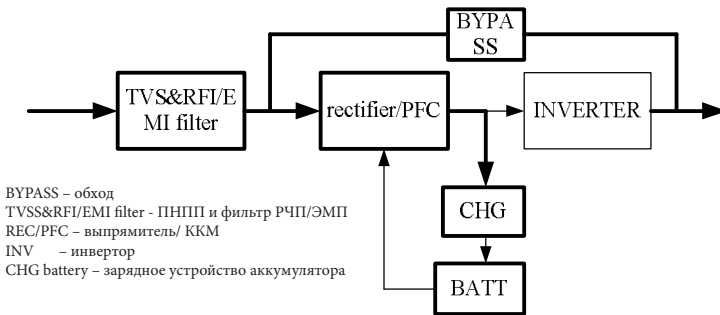 BYPA
SS
TVS&RFI/E
MI filter
rectifier/PFC
INVERTER
CHG
BATT
BYPASS – обход
TVSS&RFI/EMI filter - ПНПП и фильтр РЧП/ЭМП
REC/PFC – выпрямитель/ ККМ
INV – инвертор
CHG battery – зарядное устройство аккумулятора